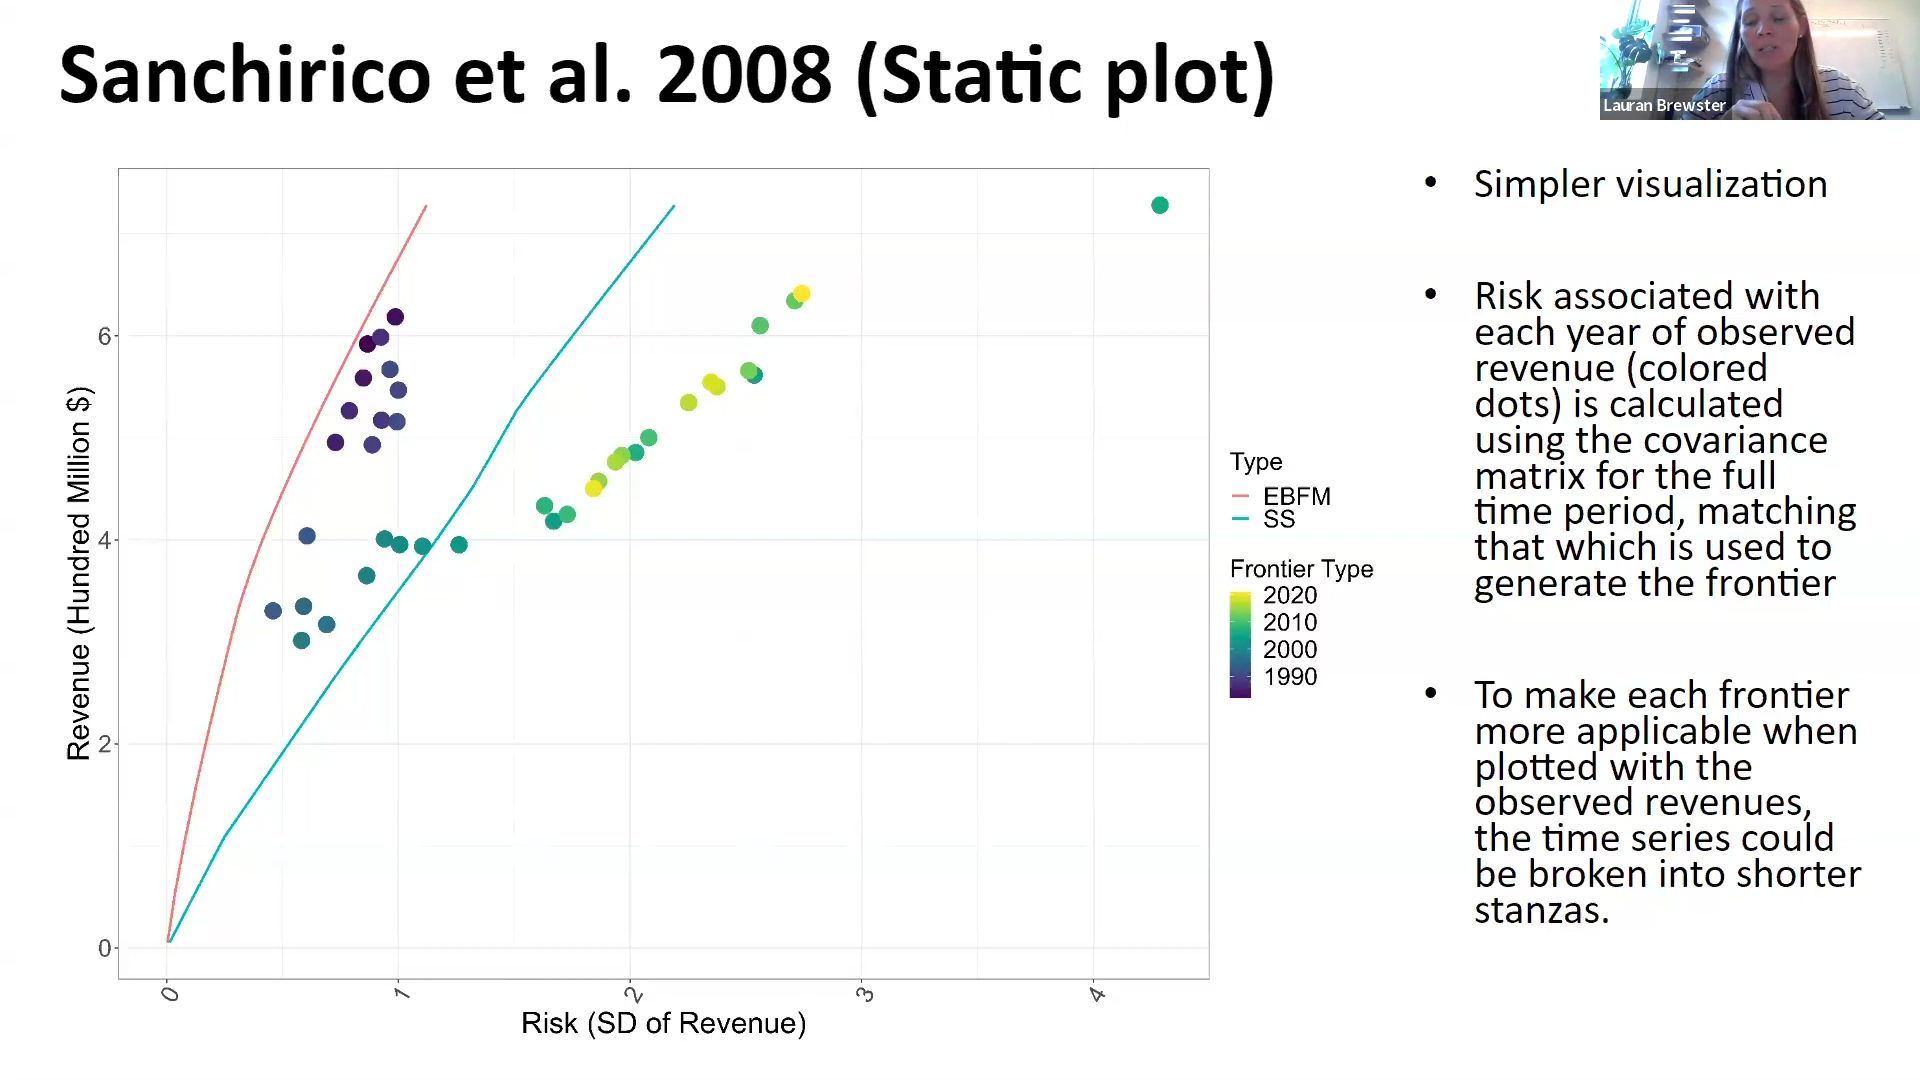 Sanchirico et al. 2008 (Static plot)
Lauran Brewster
• Simpler visualization
• Risk associated with
each year of observed
revenue (colored
dots) is calculated
using the covariance
matrix for the full
time period, matching
that which is used to
generate the frontier
• To make each frontier
more applicable when
plotted with the
observed revenues,
the time series could
be broken into shorter
stanzas.
Revenue (Hundred Million $)
6
4
2
0
0
1
2
3
4
Risk (SD of Revenue)
Type
EBFM
SS
Frontier Type
2020
2010
2000
1990